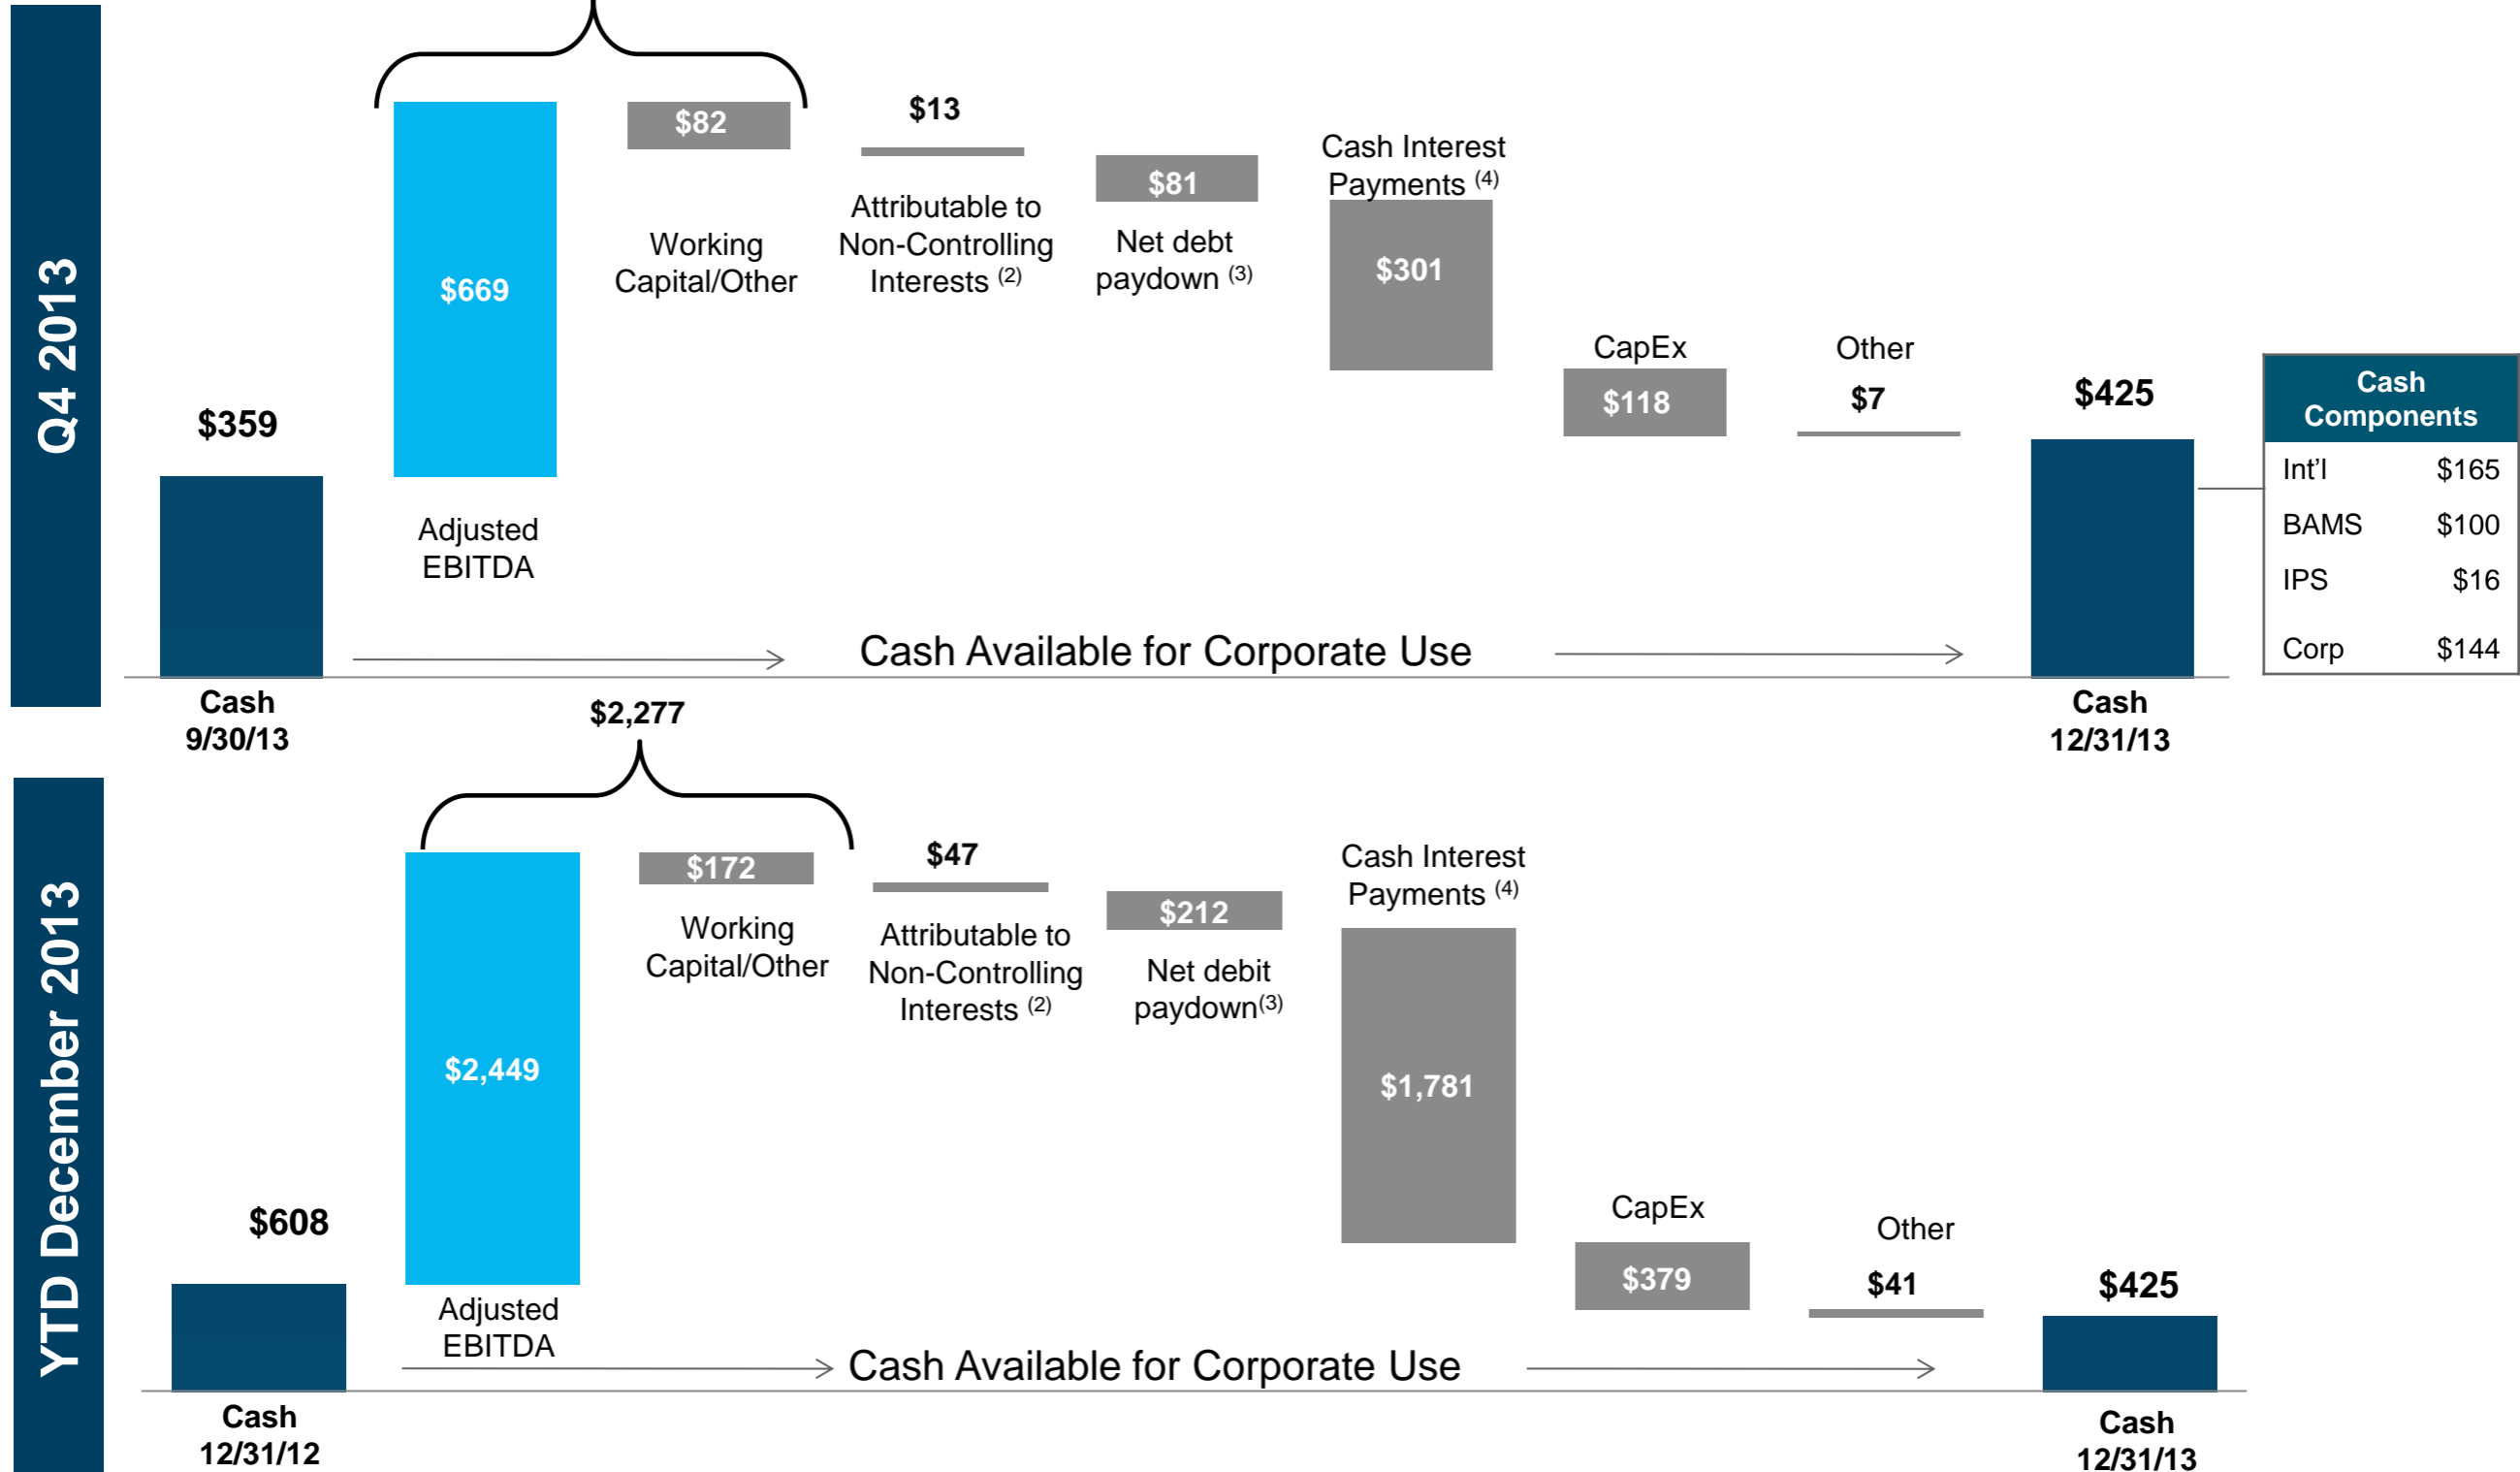 Q4 2013
$359
Cash
9/30/13
$669
Adjusted
EBITDA
$82
Working
Capital/Other
$13
Attributable to
Non-Controlling
Interests (2)
$81
Net debt
paydown (3)
Cash Interest
Payments (4)
$301
CapEx
$118
Other
$7
$425
Cash
12/31/13
Cash
Components
Int'l $165
BAMS $100
IPS $16
Corp $144
Cash Available for Corporate Use
YTD December 2013
$2,277
$608
Cash
12/31/12
$2,449
Adjusted
EBITDA
$172
Working
Capital/Other
$47
Attributable to
Non-Controlling
Interests (2)
$212
Net debit
paydown(3)
Cash Interest
Payments (4)
$1,781
CapEx
$379
Other
$41
$425
Cash
12/31/13
Cash Available for Corporate Use